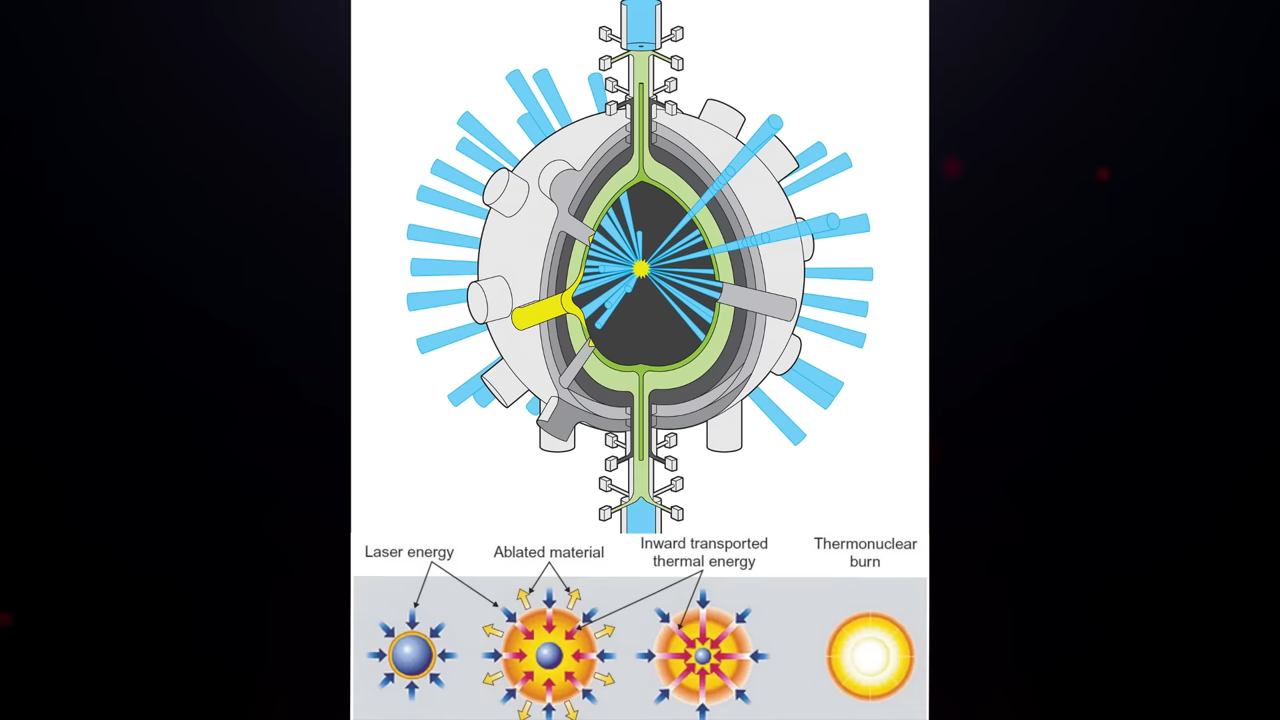 Laser energy
Ablated material
Inward transported
thermal energy
Thermonuclear
burn